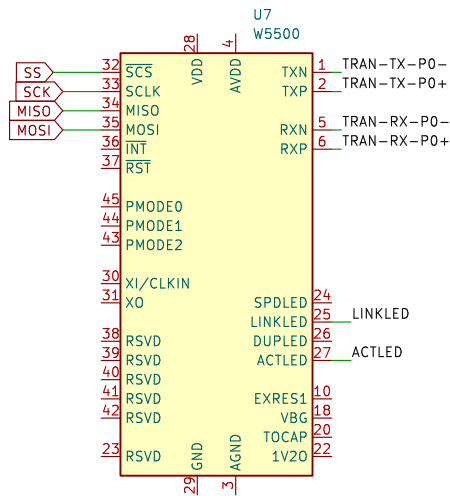 U7
W5500
28
4
VDD
AVDD
SS 32 SCS
SCK 33 SCLK
MISO 34 MISO
MOSI 35 MOSI
36 INT
37 RST
45 PMODE0
44 PMODE1
43 PMODE2
30 XI/CLKIN
31 XO
38 RSVD
39 RSVD
40 RSVD
41 RSVD
42 RSVD
23 RSVD
TXN 1 TRAN-TX-P0-
TXP 2 TRAN-TX-P0+
RXN 5 TRAN-RX-P0-
RXP 6 TRAN-RX-P0+
SPDLED 24
LINKLED 25 LINKLED
DUPLED 26
ACTLED 27 ACTLED
EXRES1 10
VBG 18
TOCAP 20
1V2O 22
GND
AGND
29
3